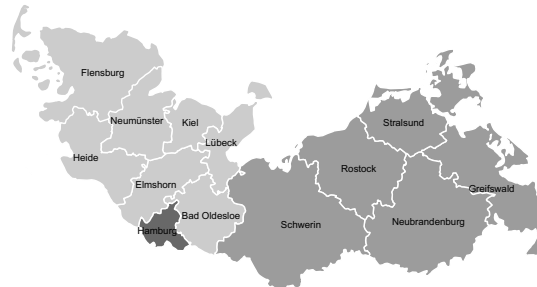 Flensburg
Neumünster
Kiel
Stralsund
Lübeck
Heide
Rostock
Elmshorn
Greifswald
Bad Oldesloe
Schwerin
Neubrandenburg
Hamburg